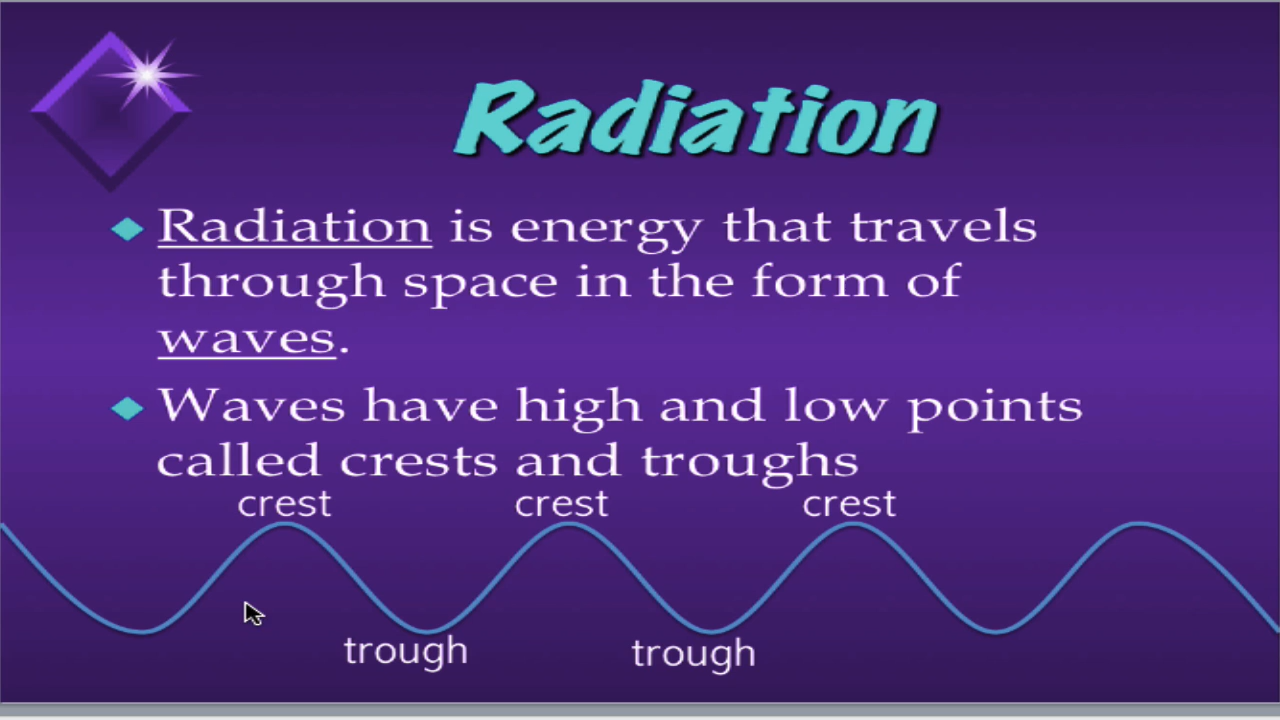 Radiation
Radiation is energy that travels
through space in the form of
waves.
Waves have high and low points
called crests and troughs
crest crest crest
trough trough